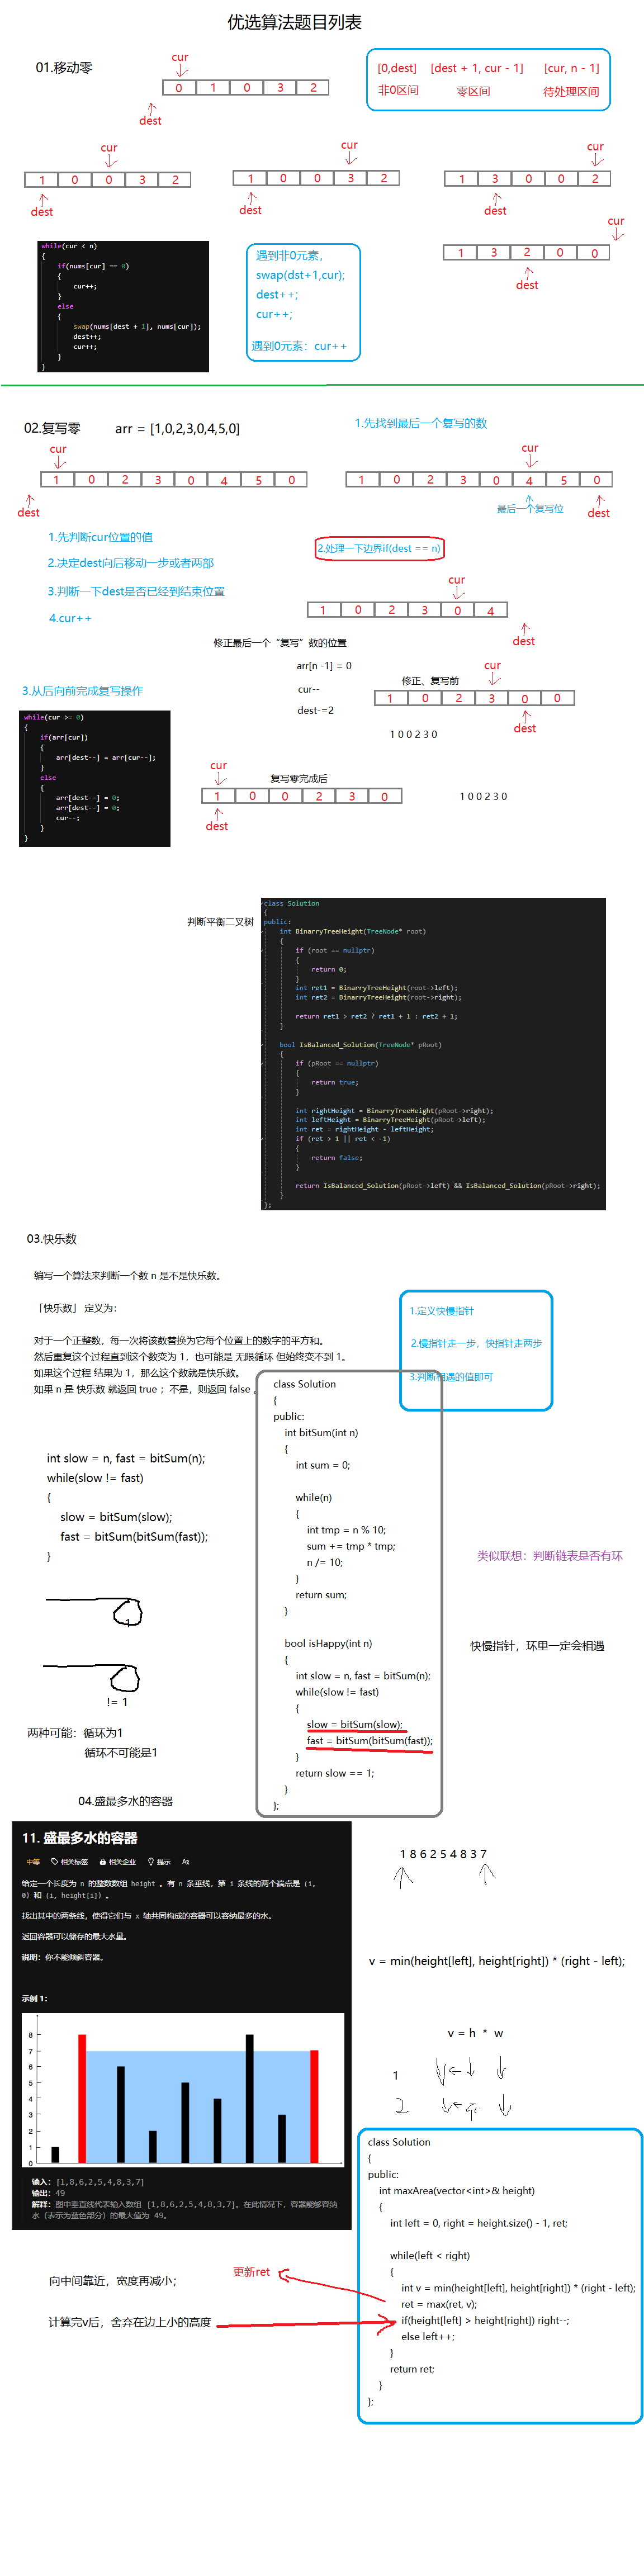 优选算法题目列表
01.移动零
cur
0 1 0 3 2
dest
[0,dest] [dest + 1, cur - 1] [cur, n - 1]
非0区间 零区间 待处理区间
cur
1 0 0 3 2
dest
cur
1 0 0 3 2
dest
cur
1 3 0 0 2
dest
cur
1 3 2 0 0
dest
while(cur < n)
{
if(nums[cur] == 0)
{
cur++;
}
else
{
swap(nums[dest + 1], nums[cur]);
dest++;
cur++;
}
}
遇到非0元素，
swap(dst+1,cur);
dest++;
cur++;
遇到0元素：cur++
02.复写零 arr = [1,0,2,3,0,4,5,0]
cur
1 0 2 3 0 4 5 0
dest
1.先找到最后一个复写的数
cur
1 0 2 3 0 4 5 0
最后一个复写位
dest
1.先判断cur位置的值
2.决定dest向后移动一步或者两部
3.判断一下dest是否已经到结束位置
4.cur++
2.处理一下边界if(dest == n)
cur
1 0 2 3 0 4
dest
修正最后一个“复写”数的位置
arr[n -1] = 0
cur--
dest-=2
修正、复写前
cur
1 0 2 3 0 0
dest
1 0 0 2 3 0
3.从后向前完成复写操作
while(cur >= 0)
{
if(arr[cur])
{
arr[dest--] = arr[cur--];
}
else
{
arr[dest--] = 0;
arr[dest--] = 0;
cur--;
}
}
cur
复写零完成后
1 0 0 2 3 0
dest
1 0 0 2 3 0
判断平衡二叉树
class Solution
{
public:
int BinarryTreeHeight(TreeNode* root)
{
if (root == nullptr)
{
return 0;
}
int ret1 = BinarryTreeHeight(root->left);
int ret2 = BinarryTreeHeight(root->right);
return ret1 > ret2 ? ret1 + 1 : ret2 + 1;
}
bool IsBalanced_Solution(TreeNode* pRoot)
{
if (pRoot == nullptr)
{
return true;
}
int rightHeight = BinarryTreeHeight(pRoot->right);
int leftHeight = BinarryTreeHeight(pRoot->left);
int ret = rightHeight - leftHeight;
if (ret > 1 || ret < -1)
{
return false;
}
return IsBalanced_Solution(pRoot->left) && IsBalanced_Solution(pRoot->right);
}
};
03.快乐数
编写一个算法来判断一个数 n 是不是快乐数。
「快乐数」 定义为：
对于一个正整数，每一次将该数替换为它每个位置上的数字的平方和。
然后重复这个过程直到这个数变为 1，也可能是 无限循环 但始终变不到 1。
如果这个过程 结果为 1，那么这个数就是快乐数。
如果 n 是 快乐数 就返回 true ；不是，则返回 false 。
1.定义快慢指针
2.慢指针走一步，快指针走两步
3.判断相遇的值即可
int slow = n, fast = bitSum(n);
while(slow != fast)
{
slow = bitSum(slow);
fast = bitSum(bitSum(fast));
}
1
!= 1
两种可能：循环为1
循环不可能是1
class Solution
{
public:
int bitSum(int n)
{
int sum = 0;
while(n)
{
int tmp = n % 10;
sum += tmp * tmp;
n /= 10;
}
return sum;
}
bool isHappy(int n)
{
int slow = n, fast = bitSum(n);
while(slow != fast)
{
slow = bitSum(slow);
fast = bitSum(bitSum(fast));
}
return slow == 1;
}
};
类似联想：判断链表是否有环
快慢指针，环里一定会相遇
04.盛最多水的容器
11. 盛最多水的容器
中等 相关标签 相关企业 提示 Az
给定一个长度为 n 的整数数组 height 。有 n 条垂线，第 i 条线的两个端点是 (i,
0) 和 (i, height[i]) 。
找出其中的两条线，使得它们与 x 轴共同构成的容器可以容纳最多的水。
返回容器可以储存的最大水量。
说明：你不能倾斜容器。
示例 1：
8
7
6
5
4
3
2
1
0
输入：[1,8,6,2,5,4,8,3,7]
输出：49
解释：图中垂直线代表输入数组 [1,8,6,2,5,4,8,3,7]。在此情况下，容器能够容纳
水（表示为蓝色部分）的最大值为 49。
1 8 6 2 5 4 8 3 7
v = min(height[left], height[right]) * (right - left);
v = h * w
1
2
class Solution
{
public:
int maxArea(vector<int>& height)
{
int left = 0, right = height.size() - 1, ret;
while(left < right)
{
int v = min(height[left], height[right]) * (right - left);
ret = max(ret, v);
if(height[left] > height[right]) right--;
else left++;
}
return ret;
}
};
更新ret
向中间靠近，宽度再减小；
计算完v后，舍弃在边上小的高度